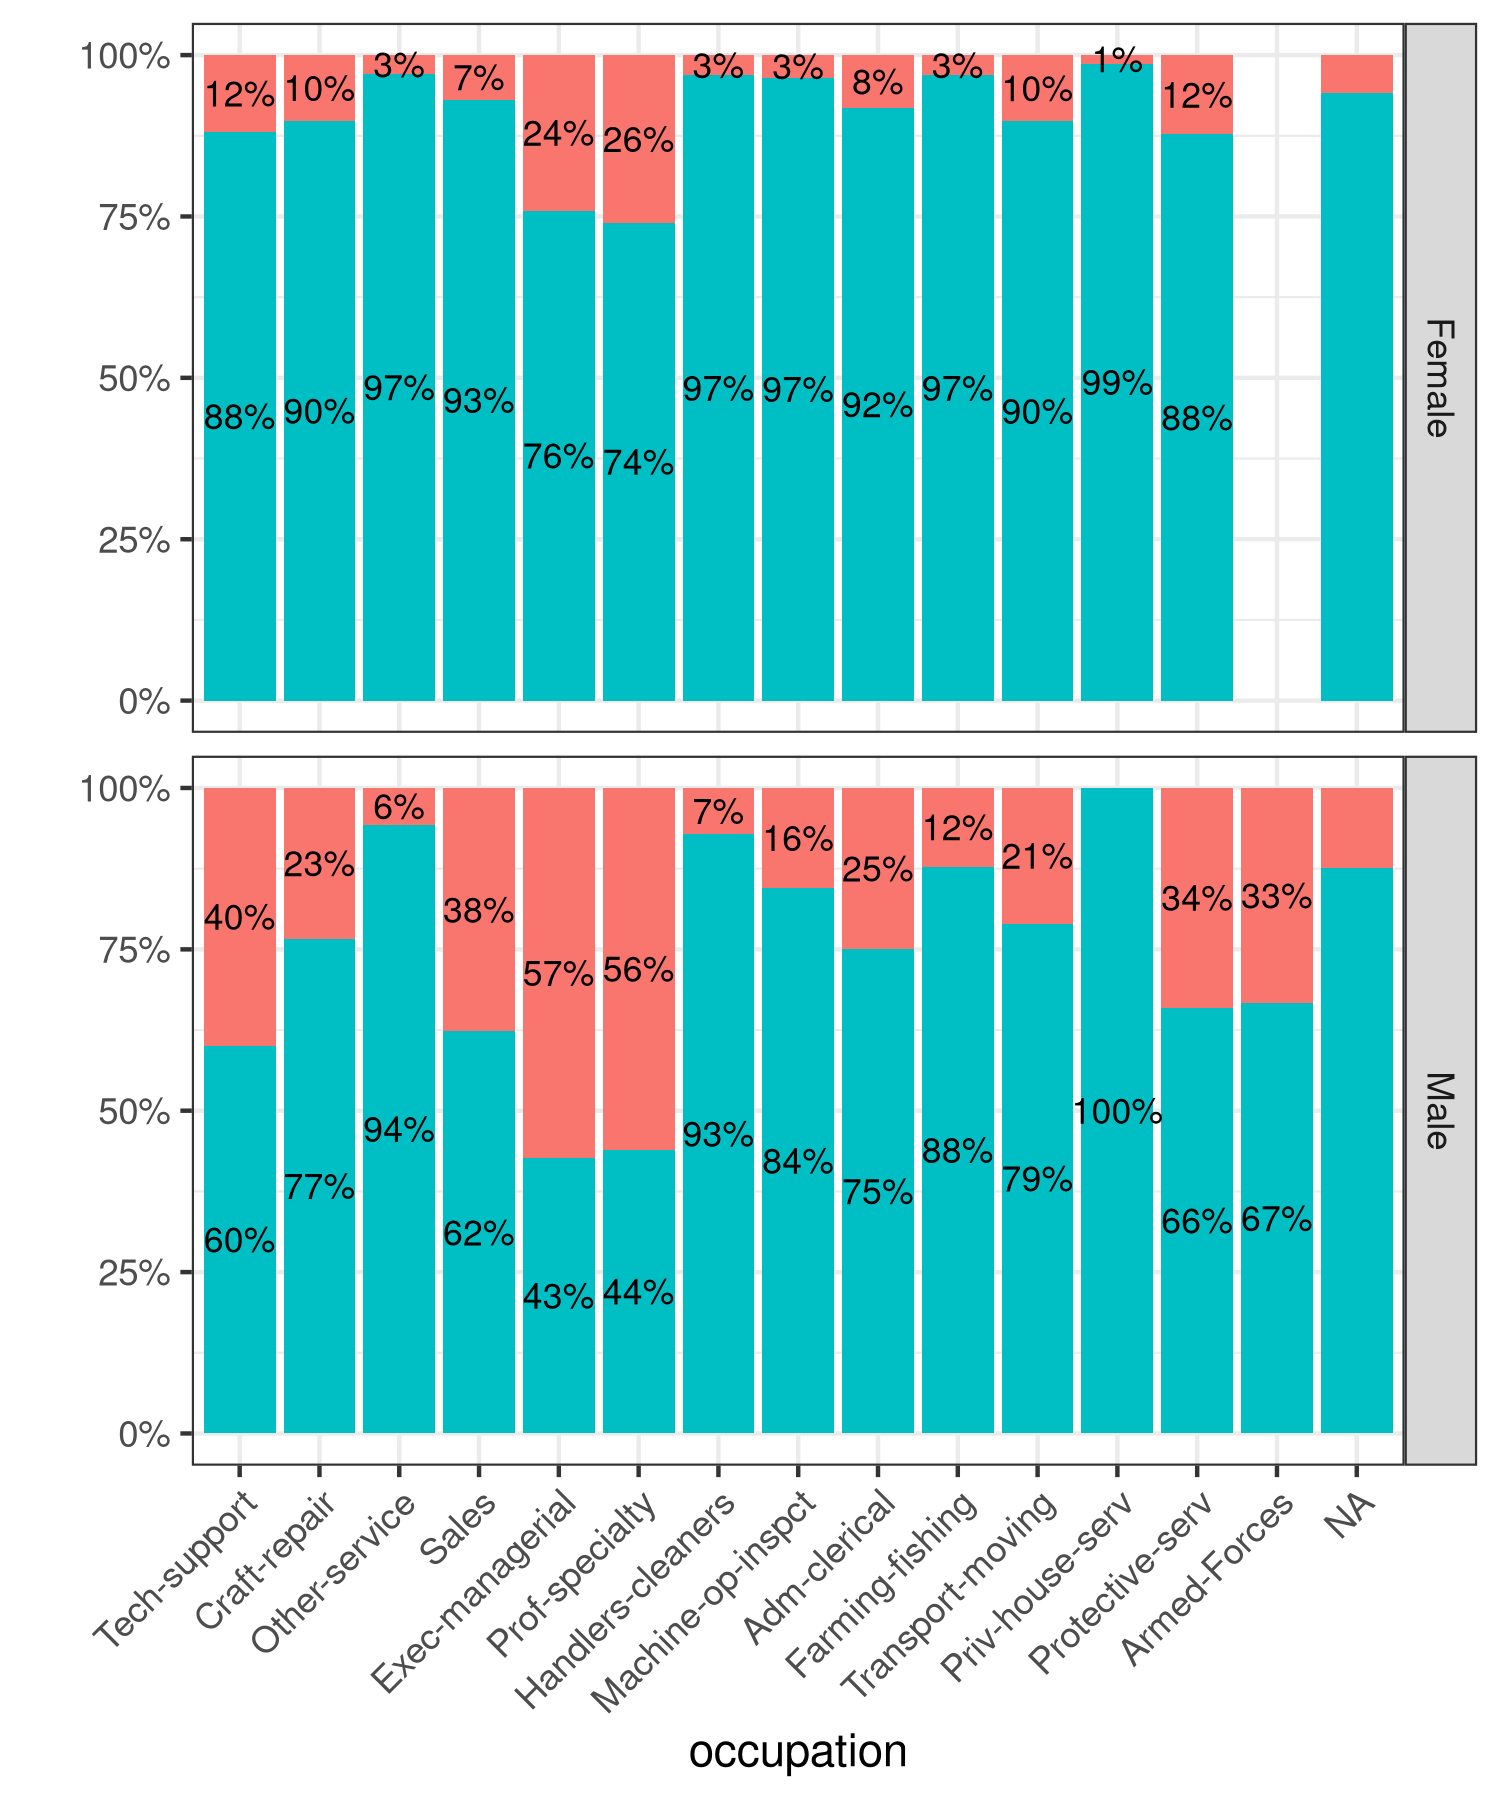 100%
75%
50%
25%
0%
12% 10% 3% 7% 24% 26% 3% 3% 8% 3% 10% 1% 12%
88% 90% 97% 93% 76% 74% 97% 97% 92% 97% 90% 99% 88%
Female
100%
75%
50%
25%
0%
40% 23% 6% 38% 57% 56% 7% 16% 25% 12% 21% 34% 33%
60% 77% 94% 62% 43% 44% 93% 84% 75% 88% 79% 100% 66% 67%
Male
Tech-support
Craft-repair
Other-service
Sales
Exec-managerial
Prof-specialty
Handlers-cleaners
Machine-op-inspct
Adm-clerical
Farming-fishing
Transport-moving
Priv-house-serv
Protective-serv
Armed-Forces
NA
occupation